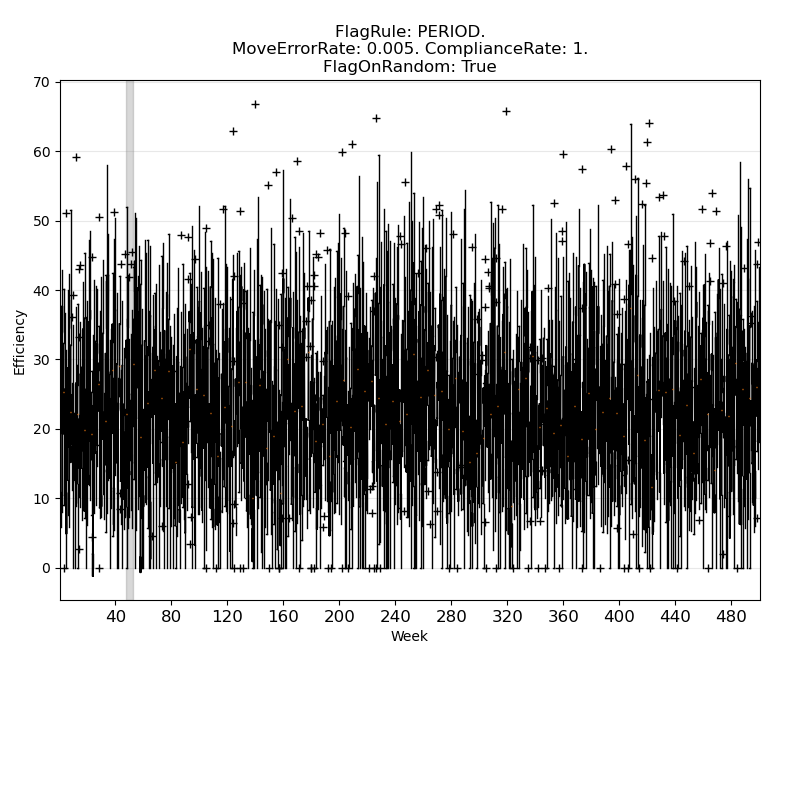 FlagRule: PERIOD.
MoveErrorRate: 0.005. ComplianceRate: 1.
FlagOnRandom: True
70
60
50
40
30
20
10
0
Efficiency
40 80 120 160 200 240 280 320 360 400 440 480
Week